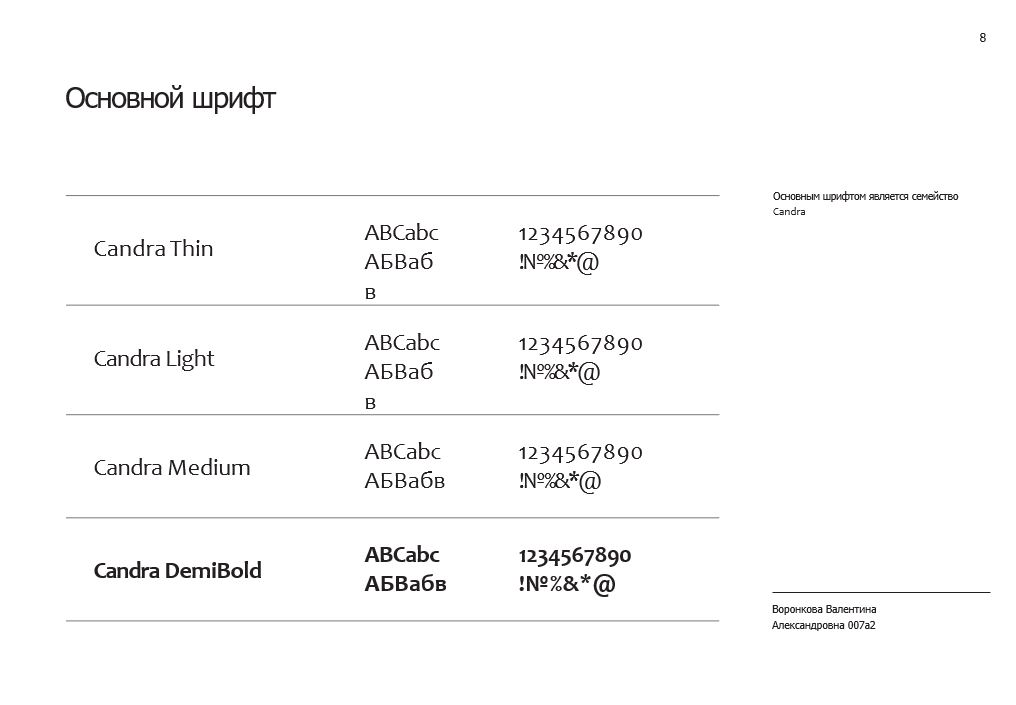 8
Основной шрифт
Основным шрифтом является семейство
Candra
Candra Thin
ABCabc
АБВаб
в
1234567890
!№%&*@
Candra Light
ABCabc
АБВаб
в
1234567890
!№%&*@
Candra Medium
ABCabc
АБВабв
1234567890
!№%&*@
Candra DemiBold
ABCabc
АБВабв
1234567890
!№%&*@
Воронкова Валентина
Александровна 007а2